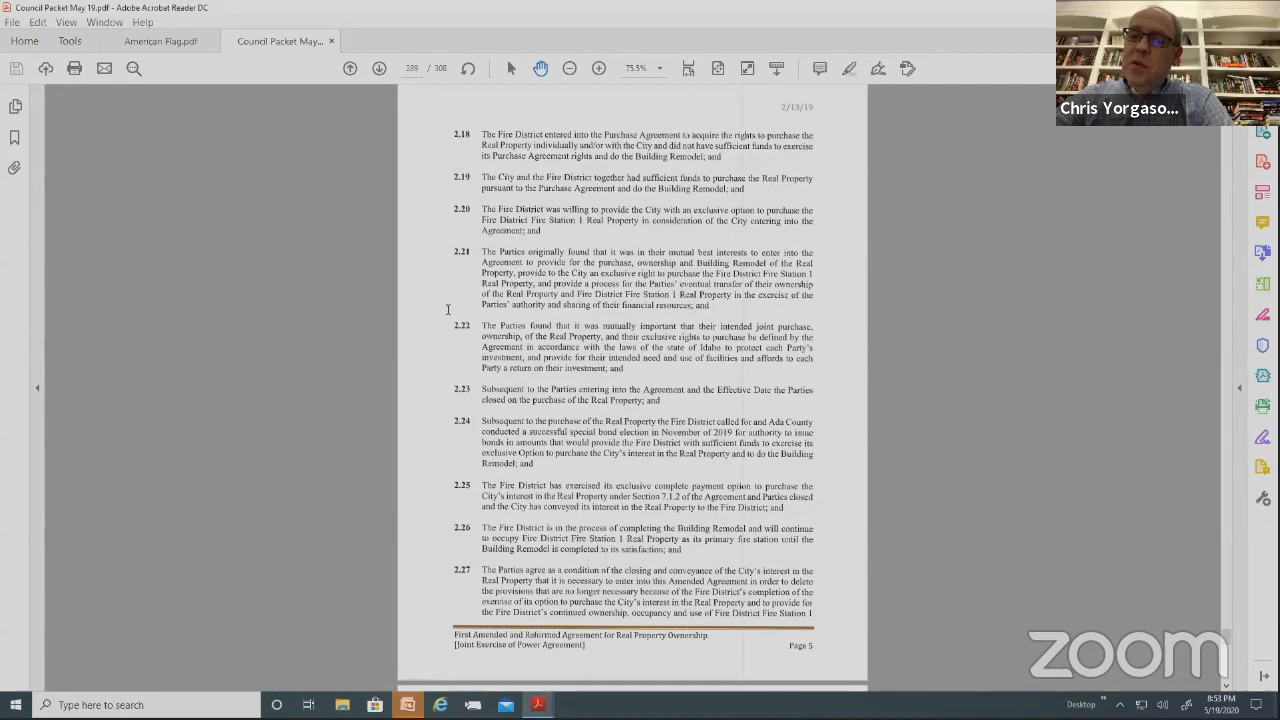 Council Packet May 19.pdf - Adobe Acrobat Reader DC
File Edit View Window Help
Home Tools American Flag.pdf Council Packet May... ×
289 / 308 75.5%
Chris Yorgaso...
2/13/19
2.18 The Fire District entered into the Purchase Agreement to acquire the rights to purchase the
Real Property individually and/or with the City and did not have sufficient funds to exercise
its Purchase Agreement rights and do the Building Remodel; and
2.19 The City and the Fire District together had sufficient funds to purchase the Real Property
pursuant to the Purchase Agreement and do the Building Remodel; and
2.20 The Fire District was willing to provide the City with an exclusive option to purchase the
Fire District Fire Station 1 Real Property in consideration of the City entering into the
Agreement; and
2.21 The Parties originally found that it was in their mutual best interests to enter into the
Agreement to provide for the purchase, ownership and Building Remodel of the Real
Property, provide to the City an exclusive right to purchase the Fire District Fire Station 1
Real Property, and provide a process for the Parties' eventual transfer of their ownership
of the Real Property and Fire District Fire Station 1 Real Property in the exercise of the
Parties' authority and sharing of their financial resources; and
2.22 The Parties found that it was mutually important that their intended joint purchase,
ownership, of the Real Property, and their exclusive rights to purchase be defined by the
Agreement in accordance with the laws of the state of Idaho to protect each Party's
investment, and provide for their intended need and use of facilities and affords to each
Party a return on their investment; and
2.23 Subsequent to the Parties entering into the Agreement and the Effective Date the Parties
closed on the purchase of the Real Property; and
2.24 Subsequent to the purchase of the Real Property the Fire District called for and Ada County
conducted a successful special bond election in November of 2019 for authority to issue
bonds in amounts that would provide the Fire District with sufficient funds to exercise its
exclusive Option to purchase the City's interest in the Real Property and to do the Building
Remodel; and
2.25 The Fire District has exercised its exclusive complete payment option to purchase the
City's interest in the Real Property under Section 7.1.2 of the Agreement and Parties closed
and the City has conveyed its interest in the Real Property to the Fire District; and
2.26 The Fire District is in the process of completing the Building Remodel and will continue
to occupy Fire District Fire Station 1 Real Property as its primary fire station until the
Building Remodel is completed to its satisfaction; and
2.27 The Parties agree as a condition of the closing and conveyance of the City's interest in the
Real Property that it is necessary to enter into this Amended Agreement in order to delete
the provisions that are no longer necessary because of the Fire District's completion of the
exercise of its option to purchase the City's interest in the Real Property and to provide for
the Fire District's continued ownership, occupancy and use of Fire District Fire Station 1
First Amended and Reformed Agreement for Real Property Ownership
[Joint Exercise of Power Agreement] Page 5
zoom
Type here to search
Desktop
8:53 PM
5/19/2020